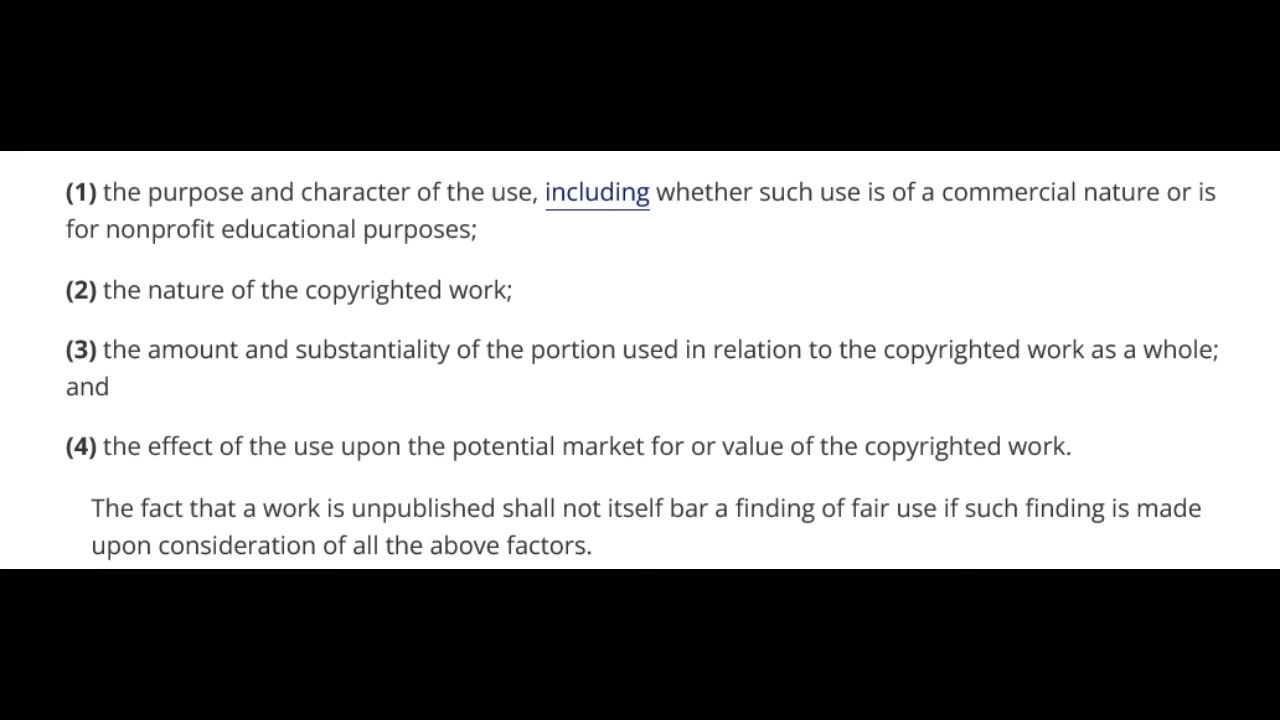 (1) the purpose and character of the use, including whether such use is of a commercial nature or is
for nonprofit educational purposes;
(2) the nature of the copyrighted work;
(3) the amount and substantiality of the portion used in relation to the copyrighted work as a whole;
and
(4) the effect of the use upon the potential market for or value of the copyrighted work.
The fact that a work is unpublished shall not itself bar a finding of fair use if such finding is made
upon consideration of all the above factors.